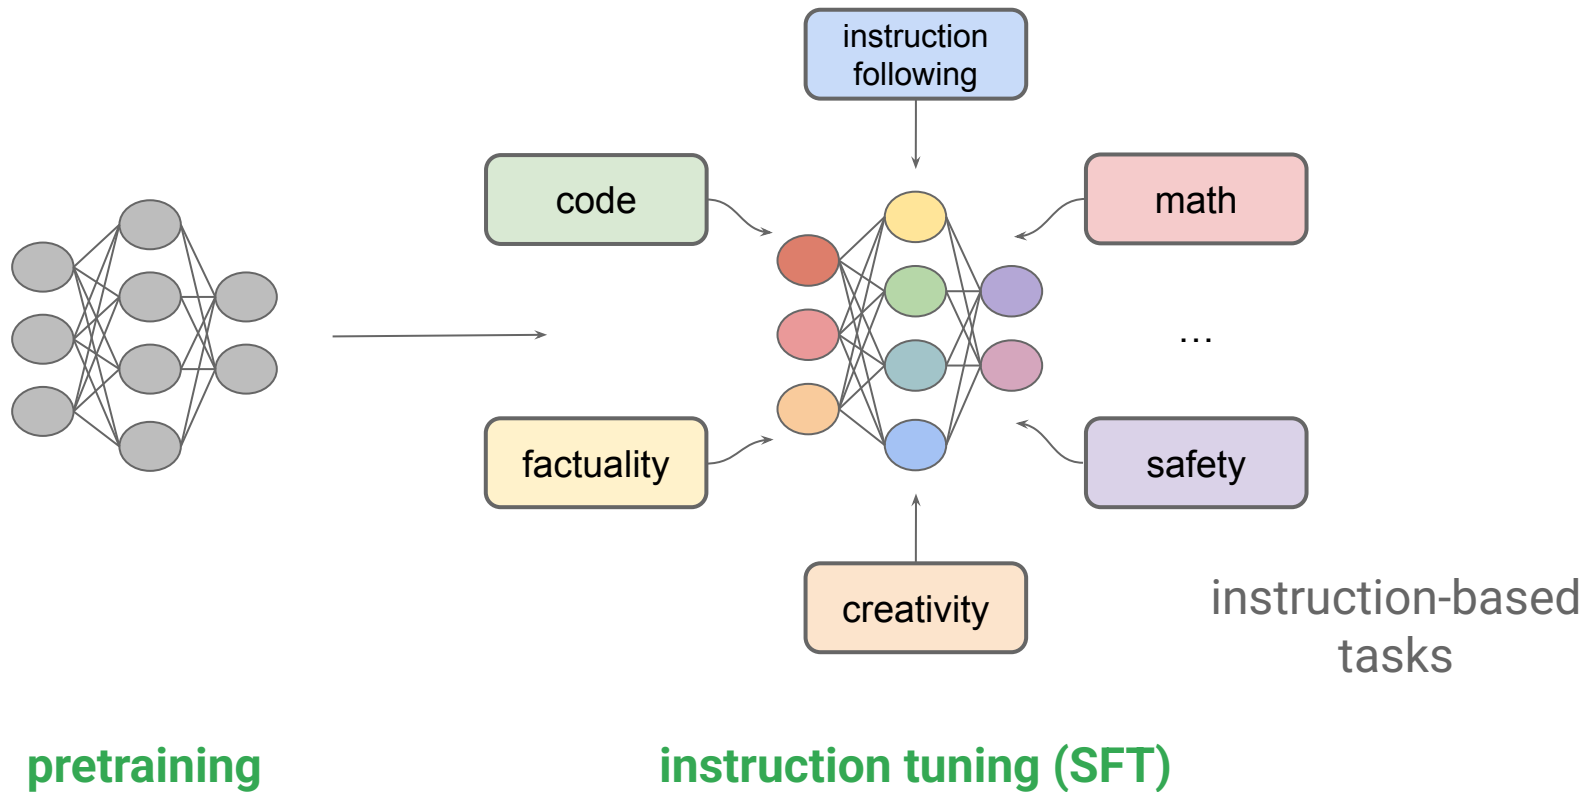 instruction
following
code
math
…
factuality
safety
creativity
instruction-based
tasks
pretraining
instruction tuning (SFT)